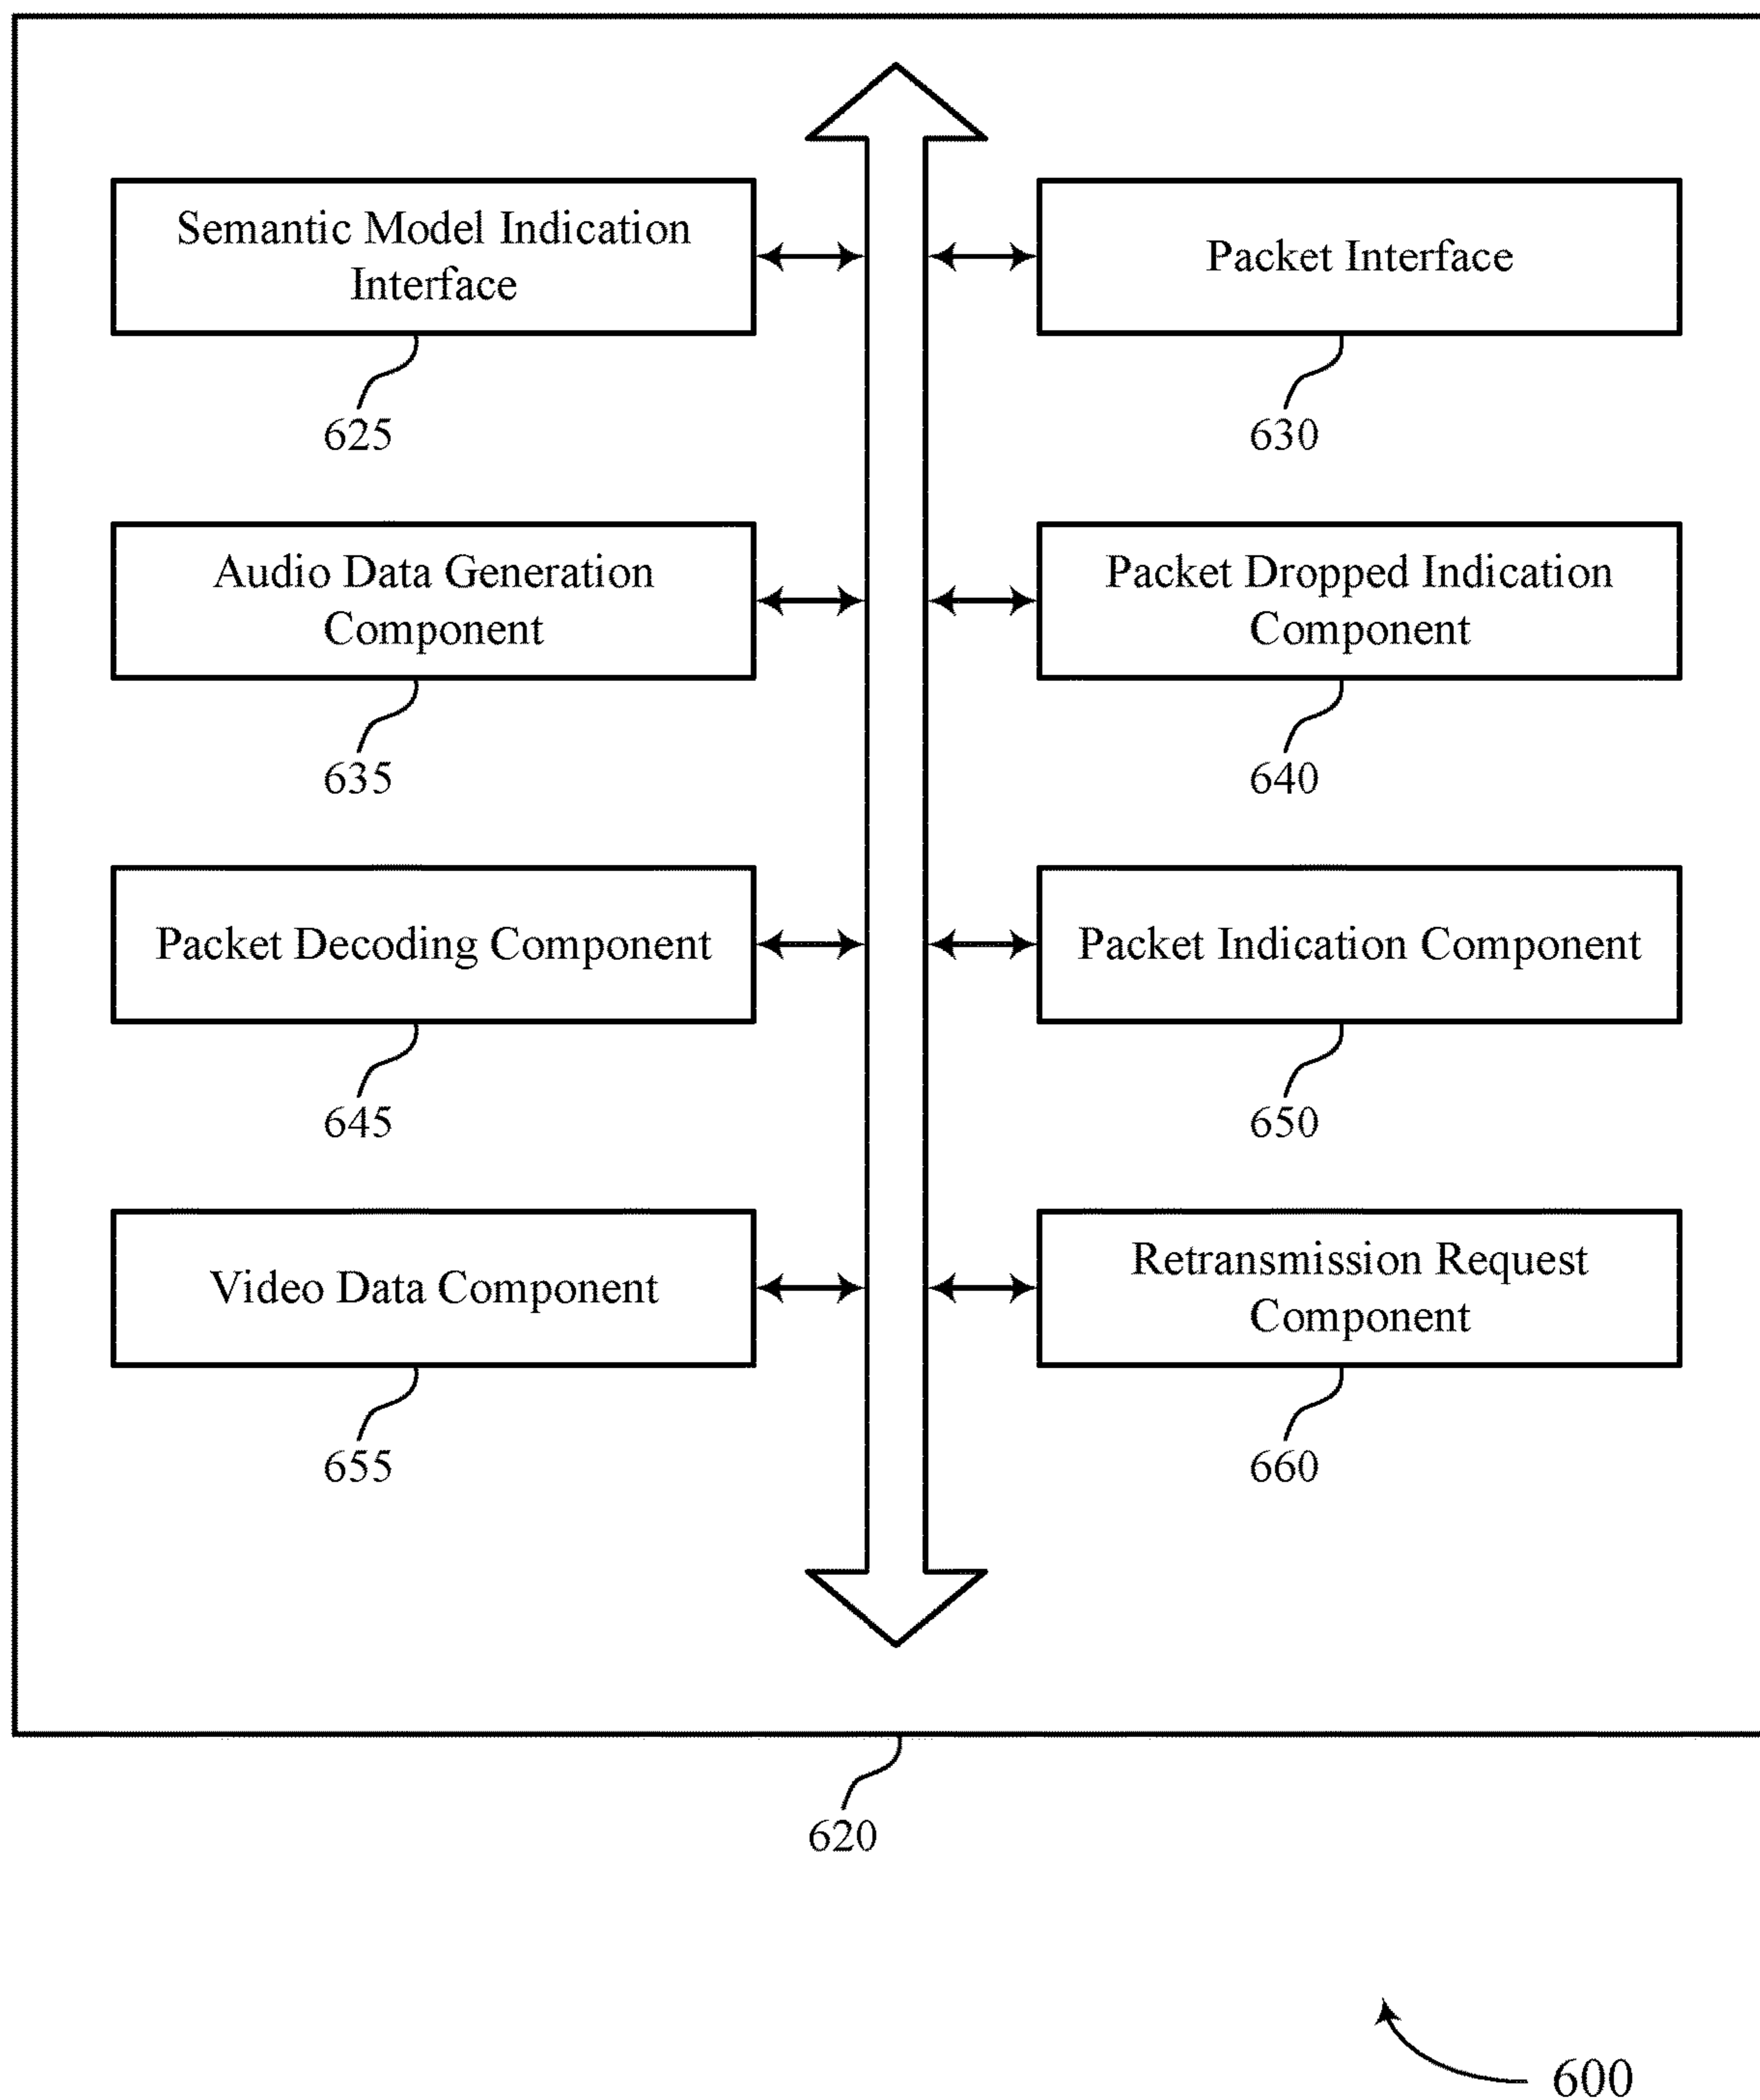 Semantic Model Indication
Interface
625
Packet Interface
630
Audio Data Generation
Component
635
Packet Dropped Indication
Component
640
Packet Decoding Component
645
Packet Indication Component
650
Video Data Component
655
Retransmission Request
Component
660
620
600